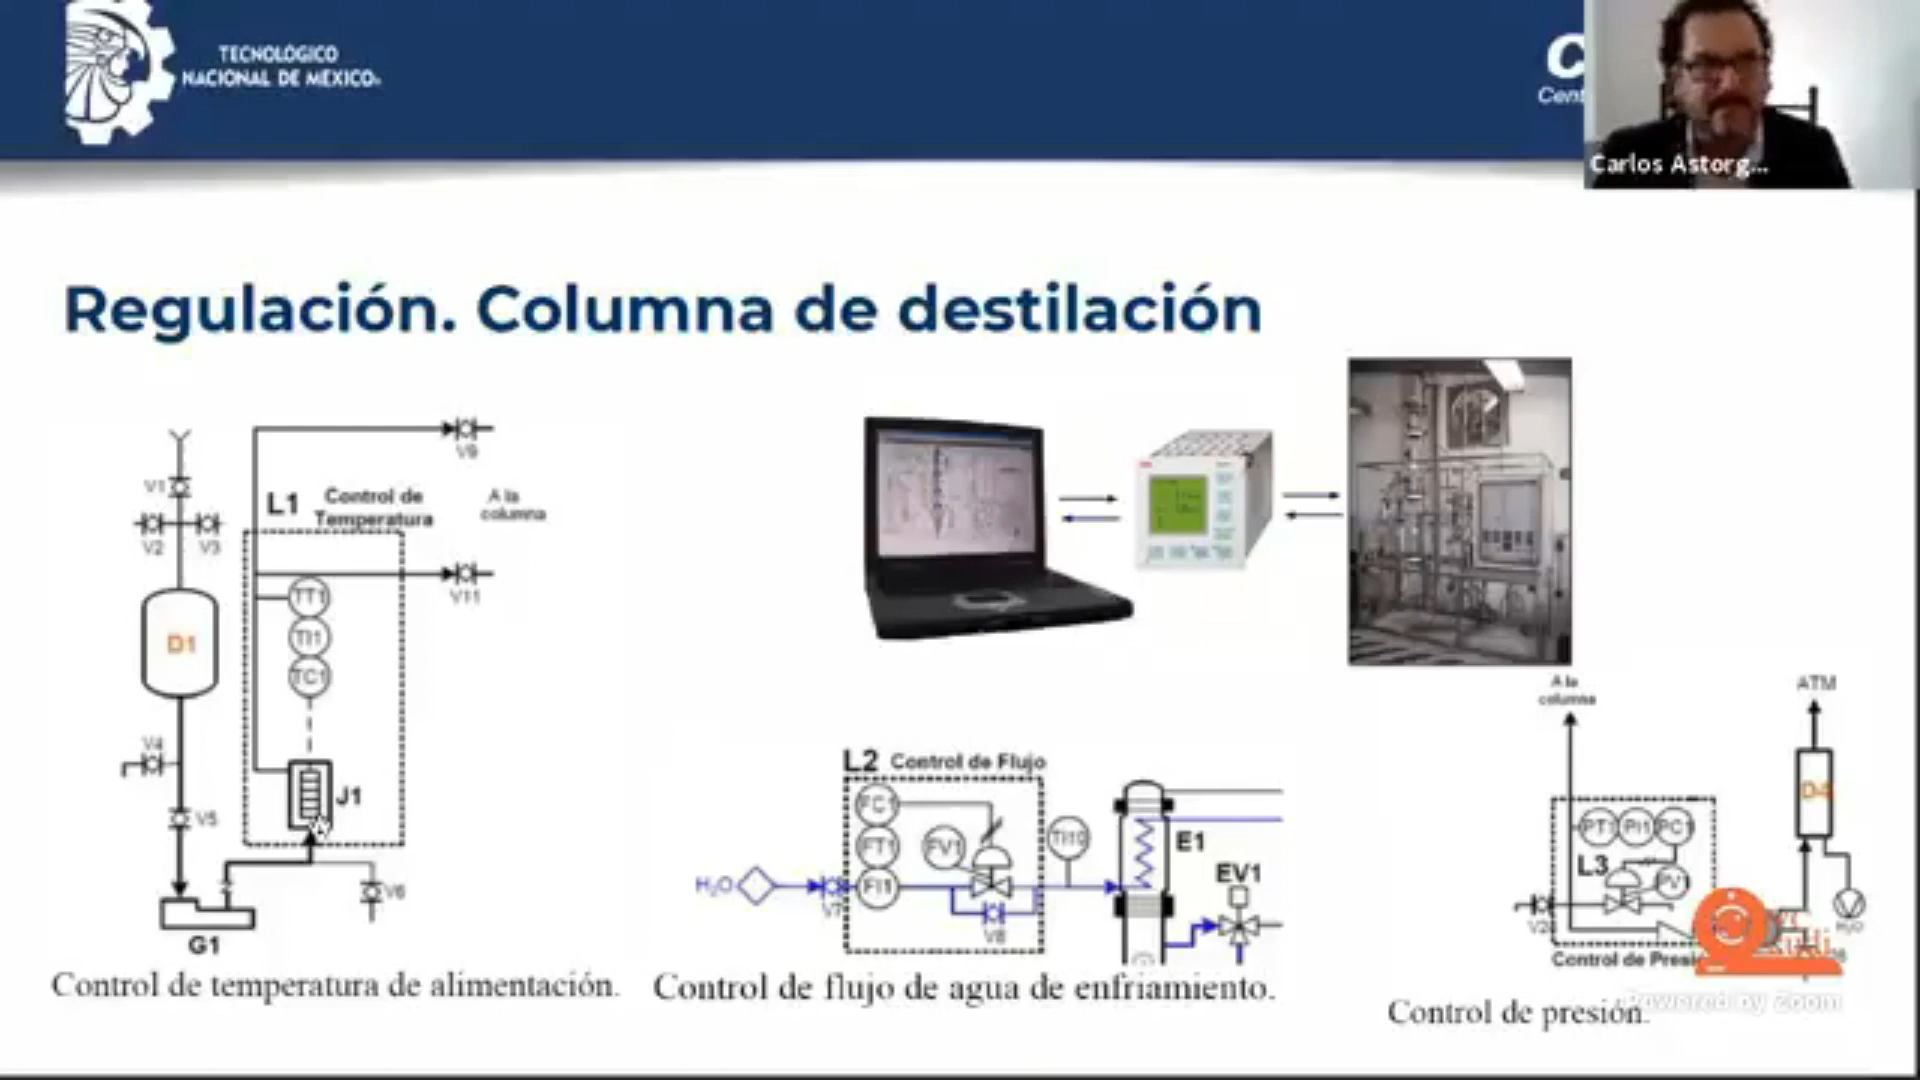 TECNOLÓGICO
NACIONAL DE MÉXICO
Cent
Carlos Astorg...
Regulación. Columna de destilación
V9
V1
L1
Control de
Temperatura
A la
columna
V2
V3
V11
TT1
TI1
TC1
D1
V4
V5
J1
V6
G1
Control de temperatura de alimentación.
L2 Control de Flujo
FC1
FT1
FI1
FV1
TI10
E1
EV1
H2O
V7
V8
Control de flujo de agua de enfriamiento.
A la
columna
ATM
D4
PT1
PI1
PC1
L3
H2O
Control de Presi
Powered by Zoom
Control de presión.